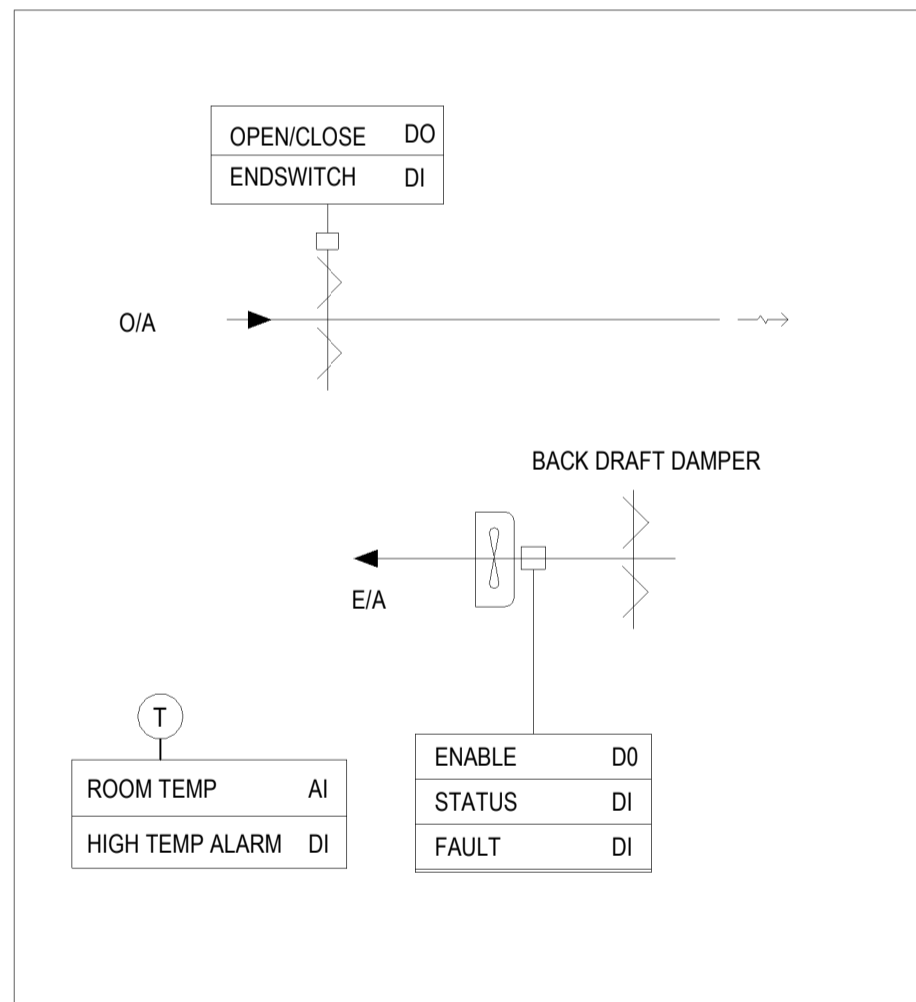 OPEN/CLOSE DO
ENDSWITCH DI
O/A
BACK DRAFT DAMPER
E/A
T
ROOM TEMP AI
HIGH TEMP ALARM DI
ENABLE D0
STATUS DI
FAULT DI